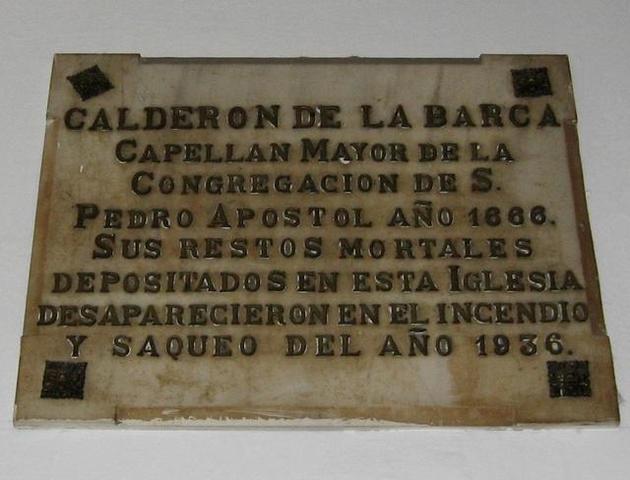 CALDERON DE LA BARCA
CAPELLAN MAYOR DE LA
CONGREGACION DE S.
PEDRO APOSTOL AÑO 1666.
SUS RESTOS MORTALES
DEPOSITADOS EN ESTA IGLESIA
DESAPARECIERON EN EL INCENDIO
Y SAQUEO DEL AÑO 1936.